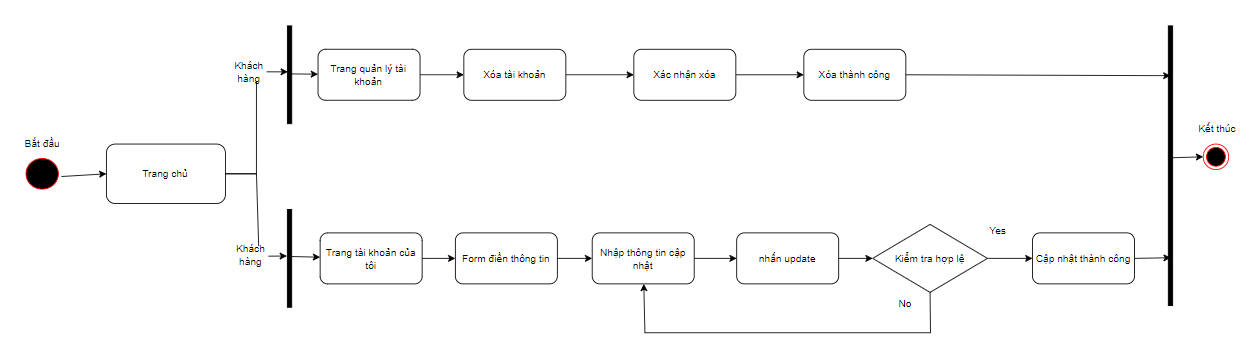 Khách
hàng
Trang quản lý tài
khoản
Xóa tài khoản
Xác nhận xóa
Xóa thành công
Kết thúc
Bắt đầu
Trang chủ
Khách
hàng
Trang tài khoản của
tôi
Form điền thông tin
Nhập thông tin cập
nhật
nhấn update
Kiểm tra hợp lệ
Yes
Cập nhật thành công
No